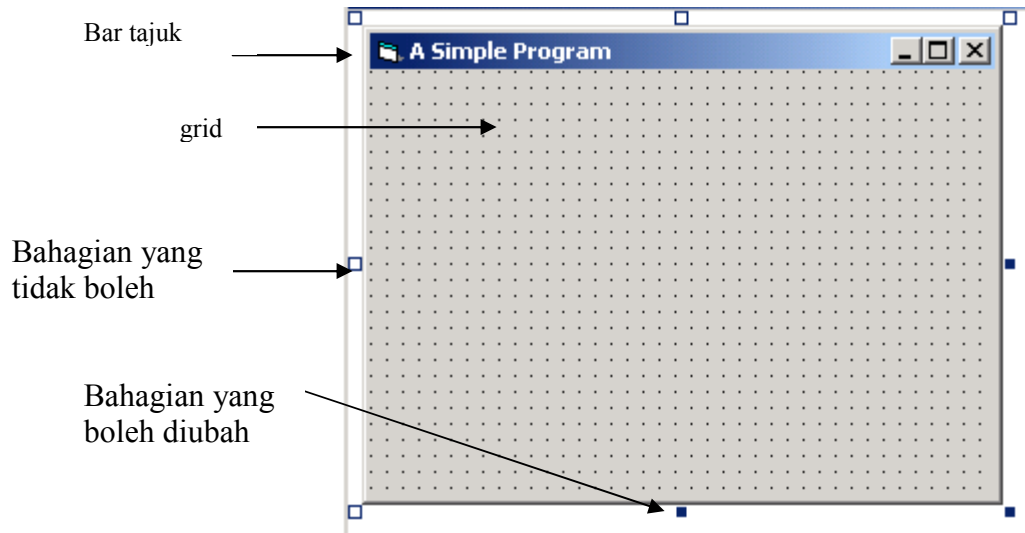 Bar tajuk
A Simple Program
grid
Bahagian yang
tidak boleh
Bahagian yang
boleh diubah